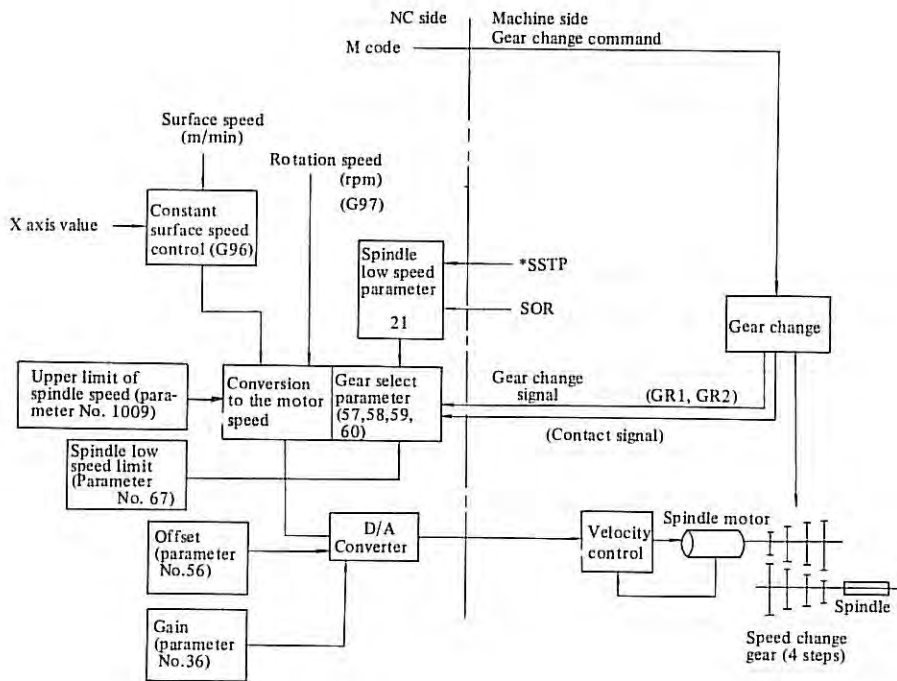 NC side
Machine side
Gear change command
M code
Surface speed
(m/min)
Rotation speed
(rpm)
(G97)
X axis value
Constant
surface speed
control (G96)
Spindle
low speed
parameter
21
*SSTP
SOR
Gear change
Upper limit of
spindle speed (para-
meter No. 1009)
Conversion
to the motor
speed
Gear select
parameter
(57,58,59,
60)
Gear change
signal
(GR1, GR2)
(Contact signal)
Spindle low
speed limit
(Parameter
No. 67)
Offset
(parameter
No.56)
D/A
Converter
Velocity
control
Spindle motor
Spindle
Gain
(parameter
No.36)
Speed change
gear (4 steps)